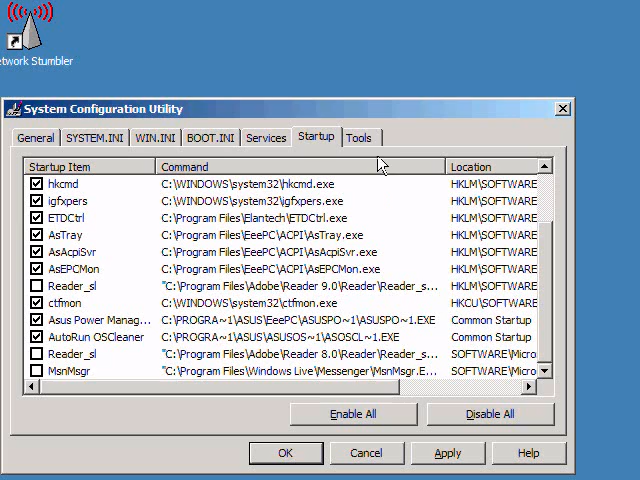 etwork Stumbler
System Configuration Utility
General SYSTEM.INI WIN.INI BOOT.INI Services Startup Tools
Startup Item Command Location
hkcmd C:\WINDOWS\system32\hkcmd.exe HKLM\SOFTWARE
igfxpers C:\WINDOWS\system32\igfxpers.exe HKLM\SOFTWARE
ETDCtrl C:\Program Files\Elantech\ETDCtrl.exe HKLM\SOFTWARE
AsTray C:\Program Files\EeePC\ACPI\AsTray.exe HKLM\SOFTWARE
AsAcpiSvr C:\Program Files\EeePC\ACPI\AsAcpiSvr.exe HKLM\SOFTWARE
AsEPCMon C:\Program Files\EeePC\ACPI\AsEPCMon.exe HKLM\SOFTWARE
Reader_sl "C:\Program Files\Adobe\Reader 9.0\Reader\Reader_s... HKLM\SOFTWARE
ctfmon C:\WINDOWS\system32\ctfmon.exe HKCU\SOFTWARE
Asus Power Manag... C:\PROGRA~1\ASUS\EeePC\ASUSPO~1\ASUSPO~1.EXE Common Startup
AutoRun OSCleaner C:\PROGRA~1\ASUS\ASUSOS~1\ASOSCL~1.EXE Common Startup
Reader_sl "C:\Program Files\Adobe\Reader 8.0\Reader\Reader_s... SOFTWARE\Micro
MsnMsgr "C:\Program Files\Windows Live\Messenger\MsnMsgr.E... SOFTWARE\Micro
Enable All Disable All
OK Cancel Apply Help